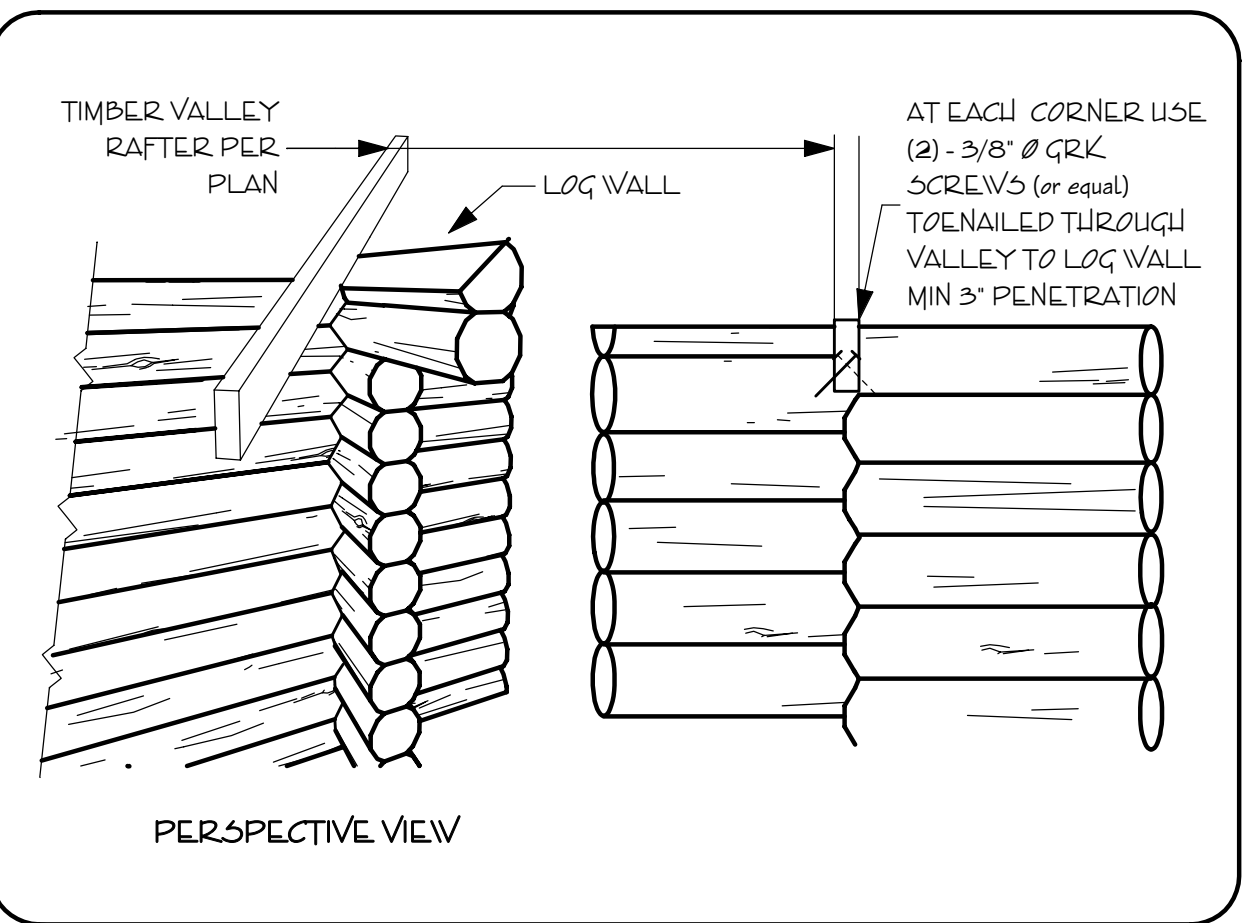 TIMBER VALLEY
RAFTER PER
PLAN
LOG WALL
AT EACH CORNER USE
(2) - 3/8" Ø GRK
SCREWS (or equal)
TOENAILED THROUGH
VALLEY TO LOG WALL
MIN 3" PENETRATION
PERSPECTIVE VIEW